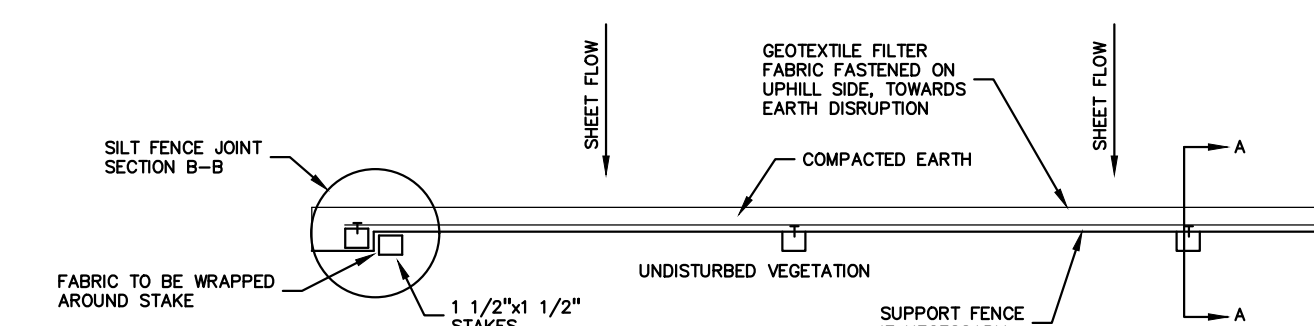 SHEET FLOW
GEOTEXTILE FILTER
FABRIC FASTENED ON
UPHILL SIDE, TOWARDS
EARTH DISRUPTION
SHEET FLOW
SILT FENCE JOINT
SECTION B-B
COMPACTED EARTH
A
FABRIC TO BE WRAPPED
AROUND STAKE
UNDISTURBED VEGETATION
1 1/2"x1 1/2"
STAKES
SUPPORT FENCE
A